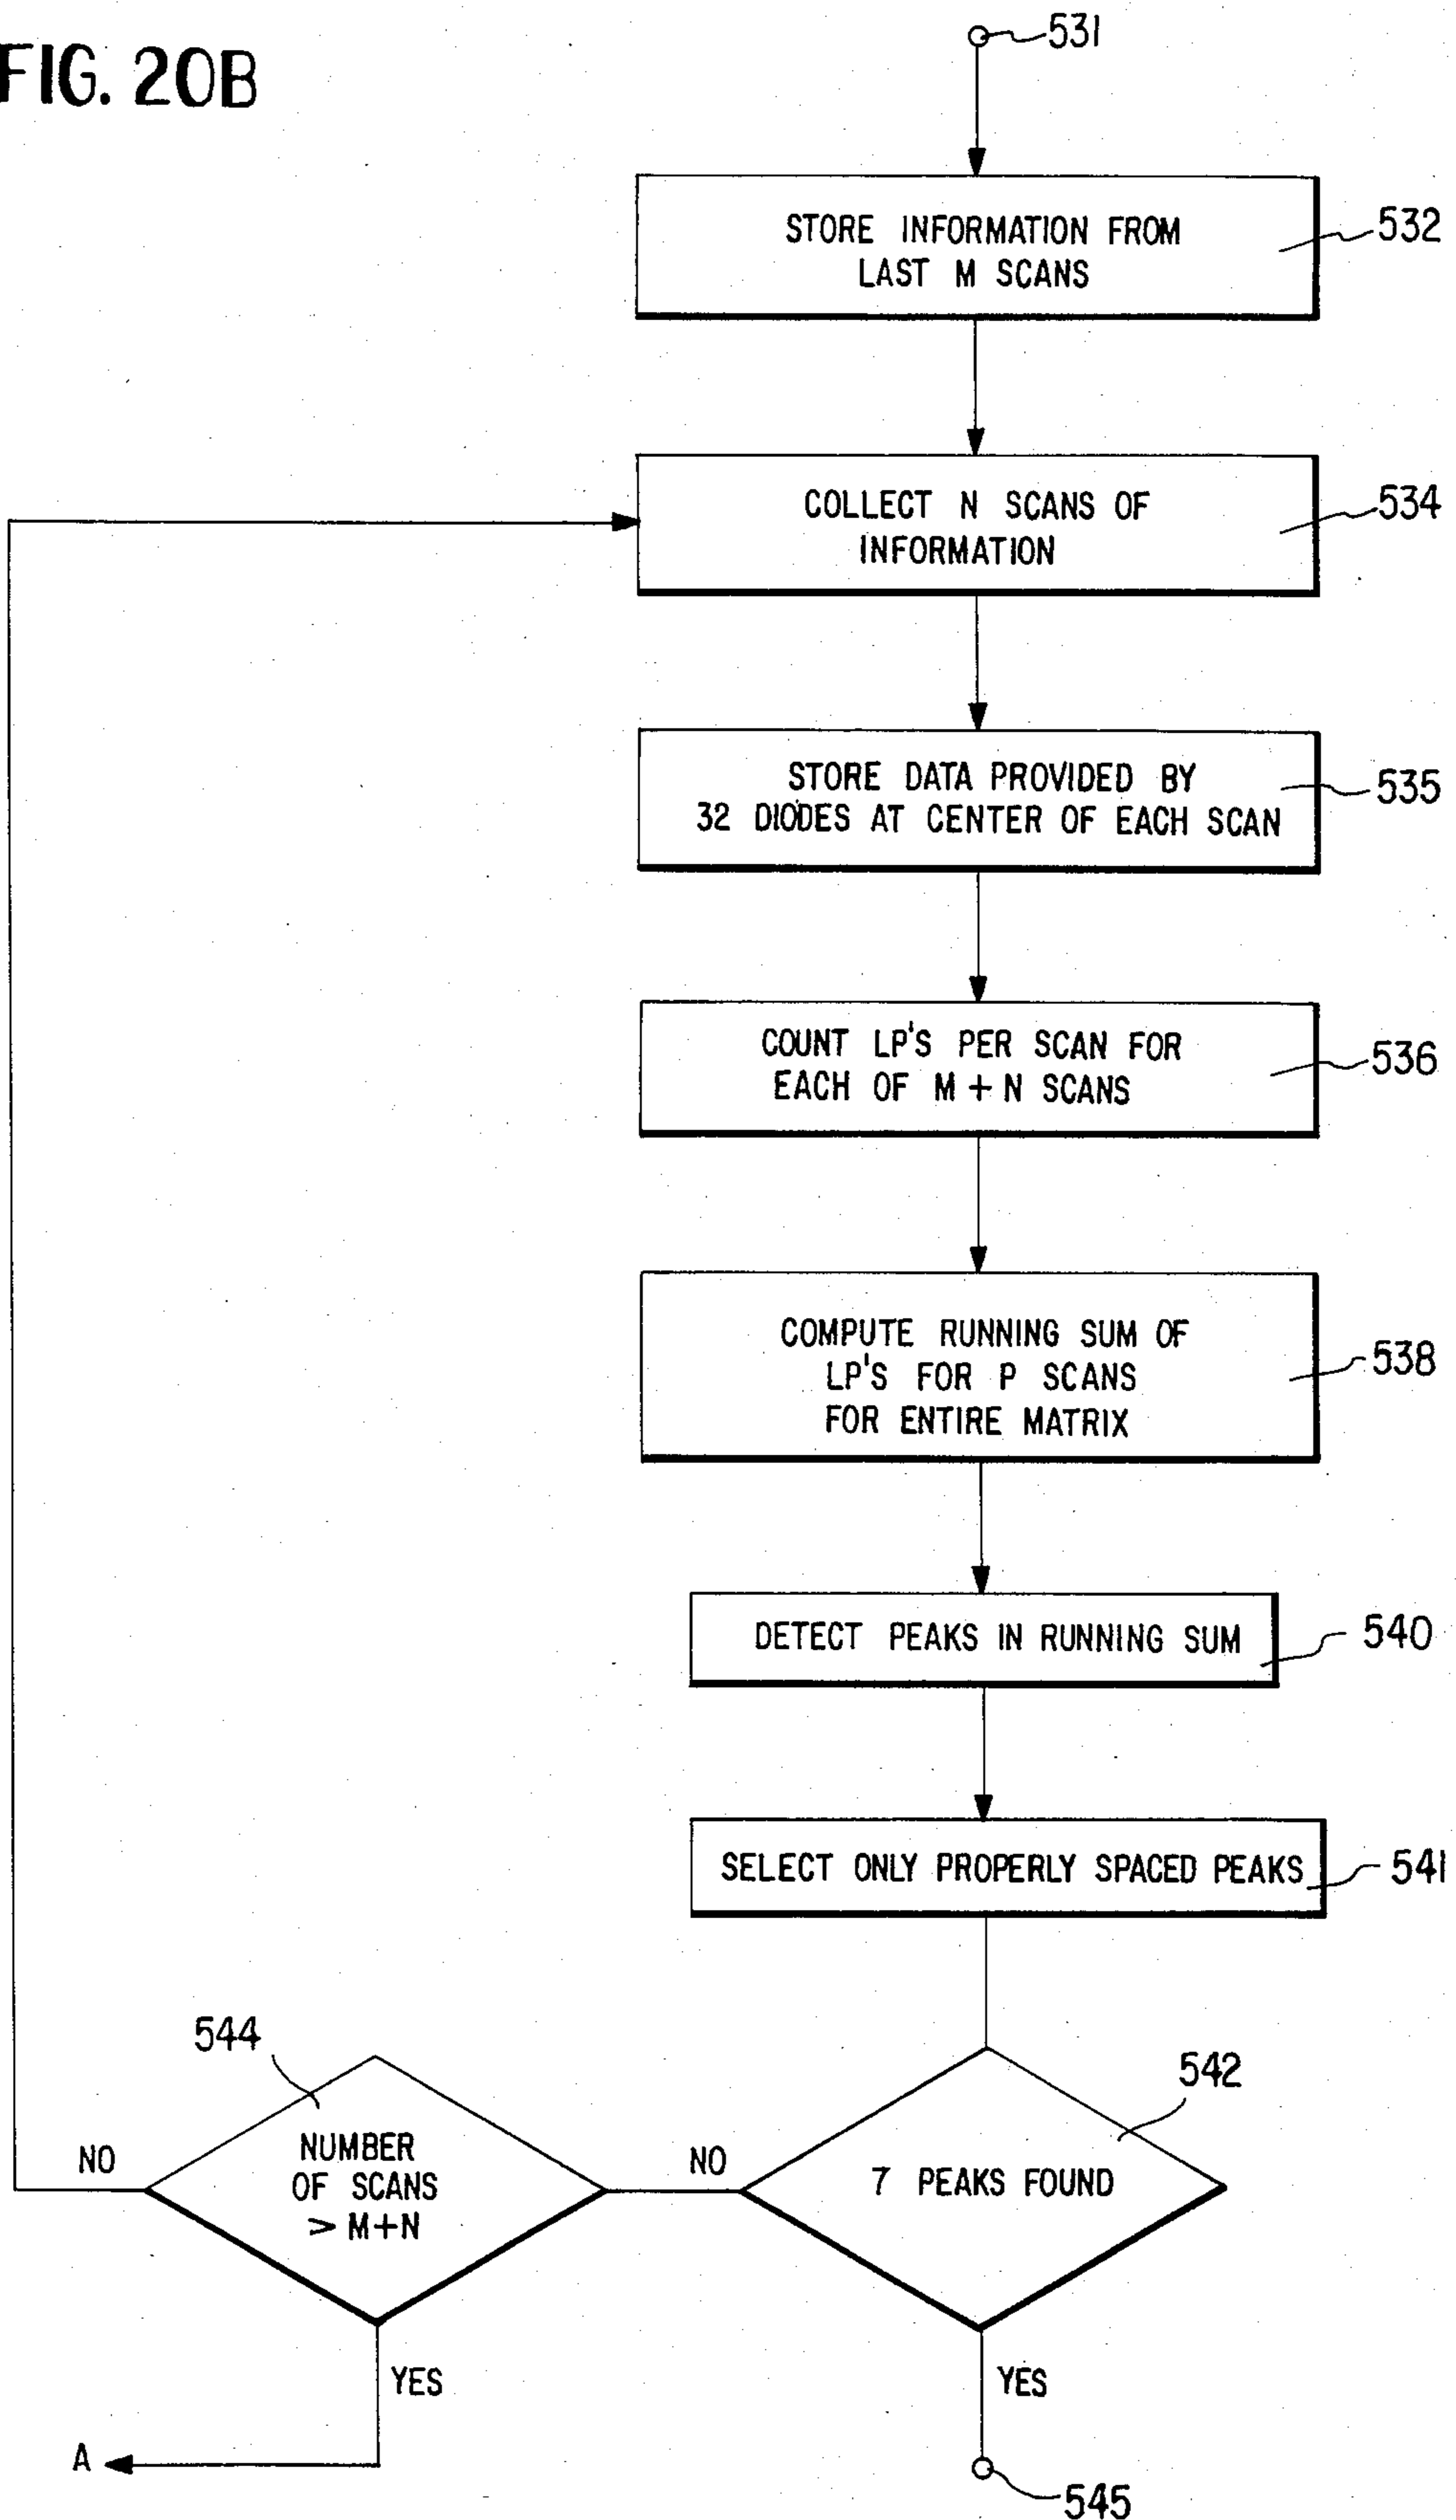 FIG. 20B
531
STORE INFORMATION FROM
LAST M SCANS
532
COLLECT N SCANS OF
INFORMATION
534
STORE DATA PROVIDED BY
32 DIODES AT CENTER OF EACH SCAN
535
COUNT LP'S PER SCAN FOR
EACH OF M + N SCANS
536
COMPUTE RUNNING SUM OF
LP'S FOR P SCANS
FOR ENTIRE MATRIX
538
DETECT PEAKS IN RUNNING SUM
540
SELECT ONLY PROPERLY SPACED PEAKS
541
544
NUMBER
OF SCANS
> M+N
NO
YES
A
542
7 PEAKS FOUND
NO
YES
545